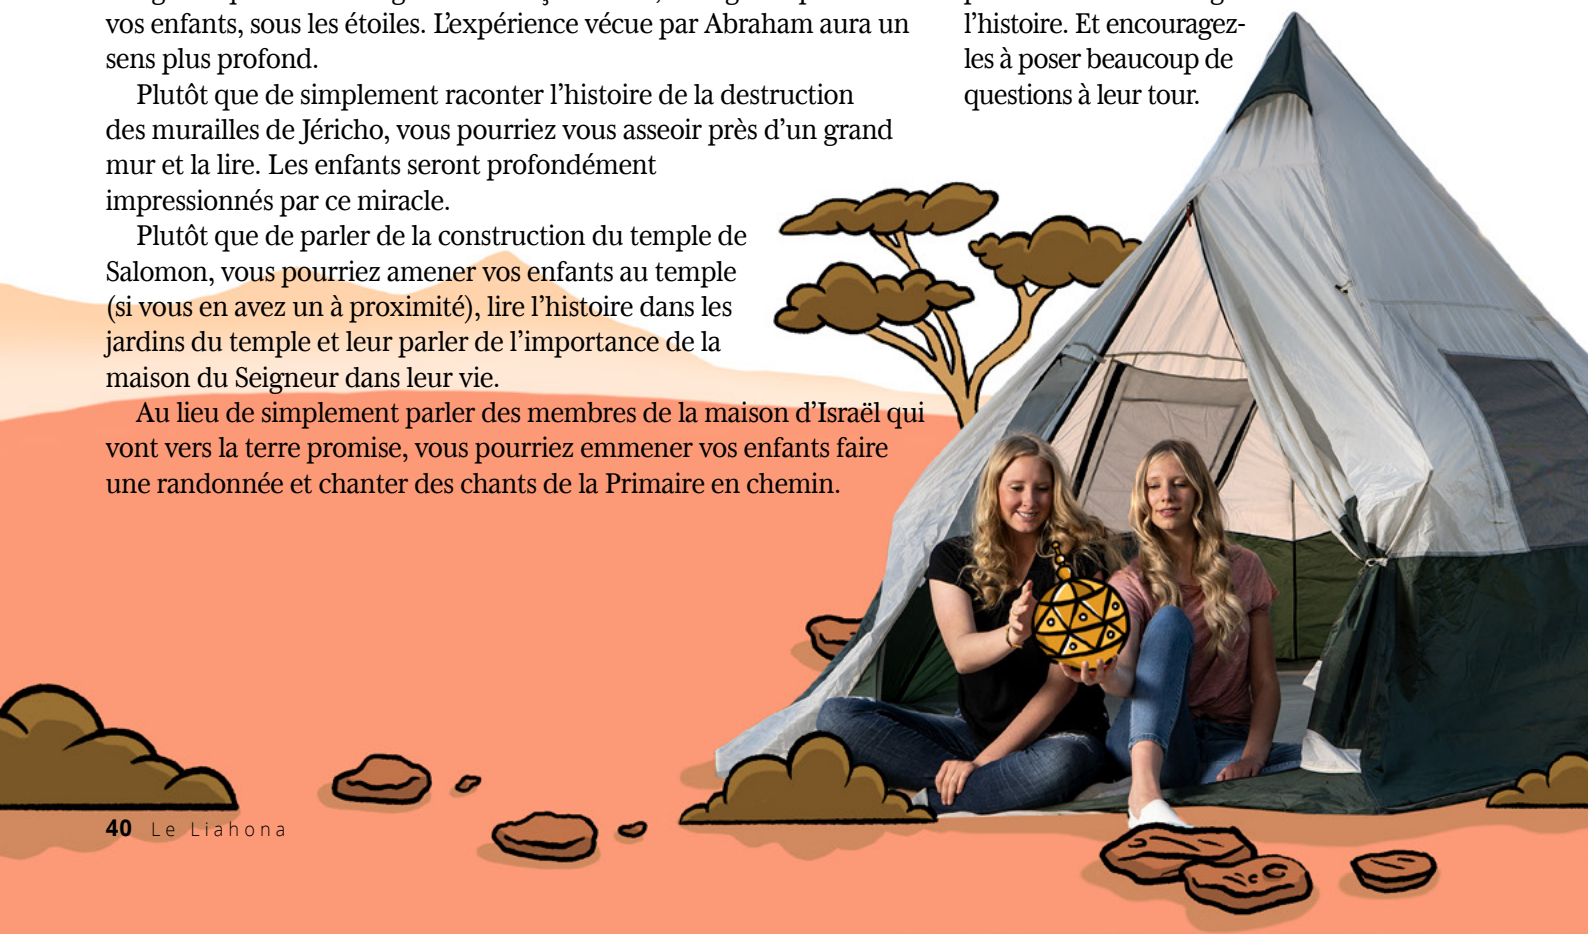 vos enfants, sous les étoiles. L’expérience vécue par Abraham aura un
sens plus profond.
Plutôt que de simplement raconter l’histoire de la destruction
des murailles de Jéricho, vous pourriez vous asseoir près d’un grand
mur et la lire. Les enfants seront profondément
impressionnés par ce miracle.
Plutôt que de parler de la construction du temple de
Salomon, vous pourriez amener vos enfants au temple
(si vous en avez un à proximité), lire l’histoire dans les
jardins du temple et leur parler de l’importance de la
maison du Seigneur dans leur vie.
Au lieu de simplement parler des membres de la maison d’Israël qui
vont vers la terre promise, vous pourriez emmener vos enfants faire
une randonnée et chanter des chants de la Primaire en chemin.
l’histoire. Et encouragez-
les à poser beaucoup de
questions à leur tour.
40 Le Liahona